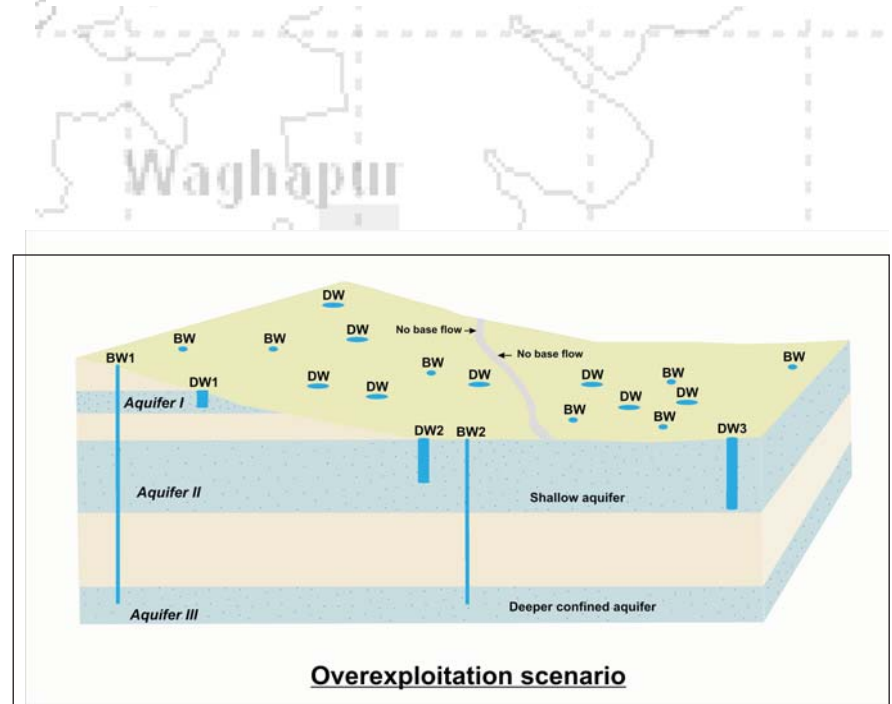 Waghapur
DW
BW
BW
DW
No base flow
No base flow
BW1
DW1
DW
DW
BW
DW
DW
BW
DW
DW
BW
BW
BW
Aquifer I
DW2
BW2
DW3
Aquifer II
Shallow aquifer
Aquifer III
Deeper confined aquifer
Overexploitation scenario